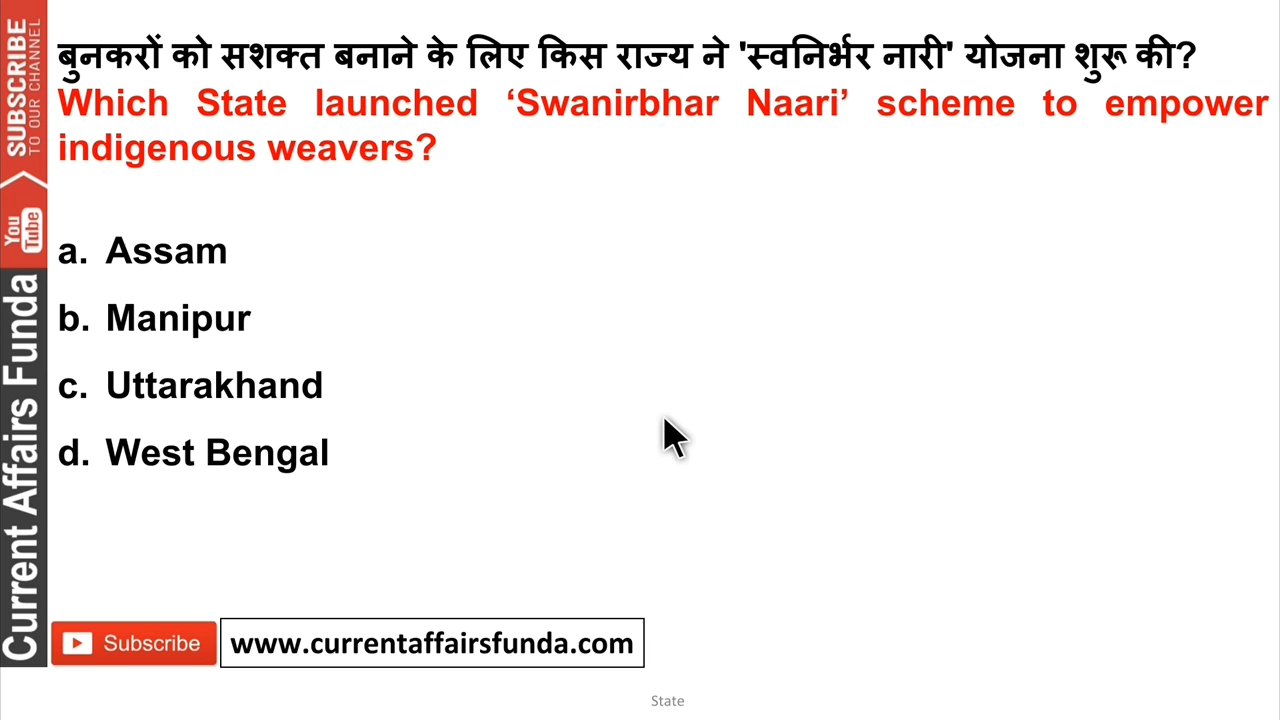 बुनकरों को सशक्त बनाने के लिए किस राज्य ने 'स्वनिर्भर नारी' योजना शुरू की?
Which State launched ‘Swanirbhar Naari’ scheme to empower
indigenous weavers?
a. Assam
b. Manipur
c. Uttarakhand
d. West Bengal
SUBSCRIBE
TO OUR CHANNEL
You
Tube
Current Affairs Funda
Subscribe
www.currentaffairsfunda.com
State